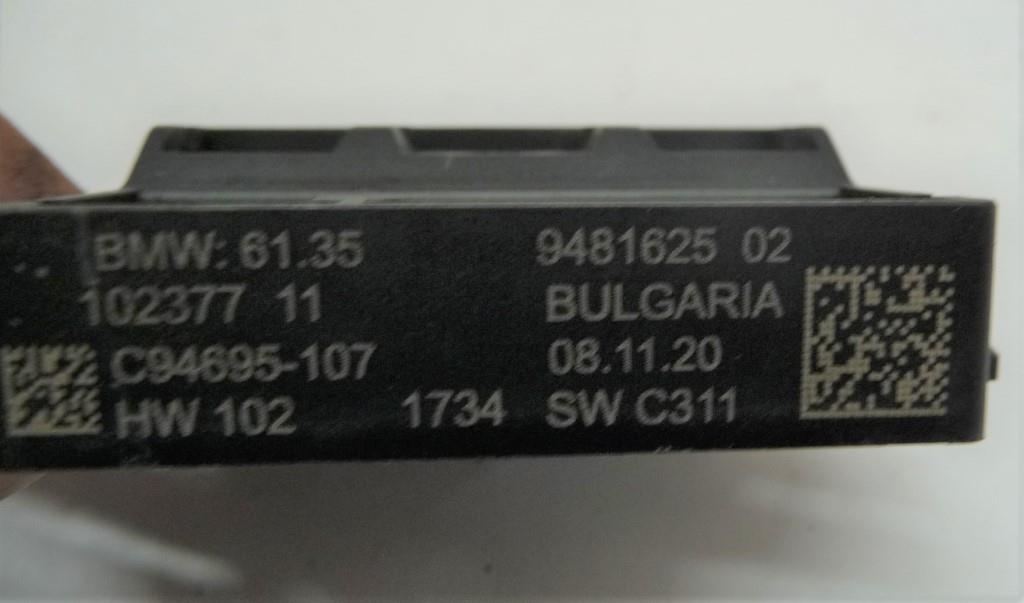 BMW: 61.35 9481625 02
102377 11 BULGARIA
C94695-107 08.11.20
HW 102 1734 SW C311